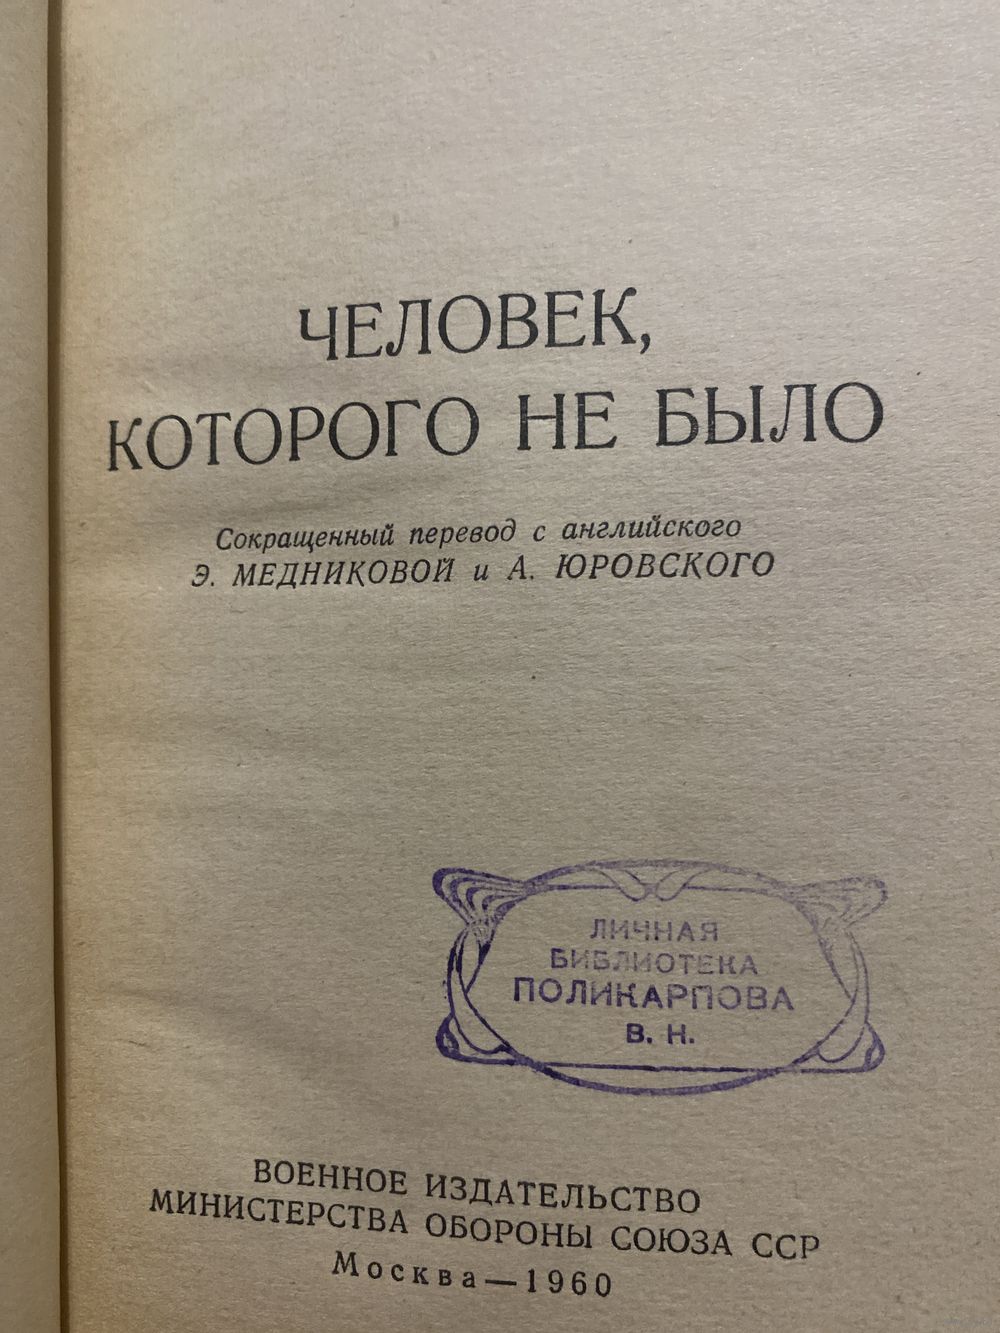 ЧЕЛОВЕК,
КОТОРОГО НЕ БЫЛО
Сокращенный перевод с английского
Э. МЕДНИКОВОЙ и А. ЮРОВСКОГО
ЛИЧНАЯ
БИБЛИОТЕКА
ПОЛИКАРПОВА
В. Н.
ВОЕННОЕ ИЗДАТЕЛЬСТВО
МИНИСТЕРСТВА ОБОРОНЫ СОЮЗА ССР
Москва—1960